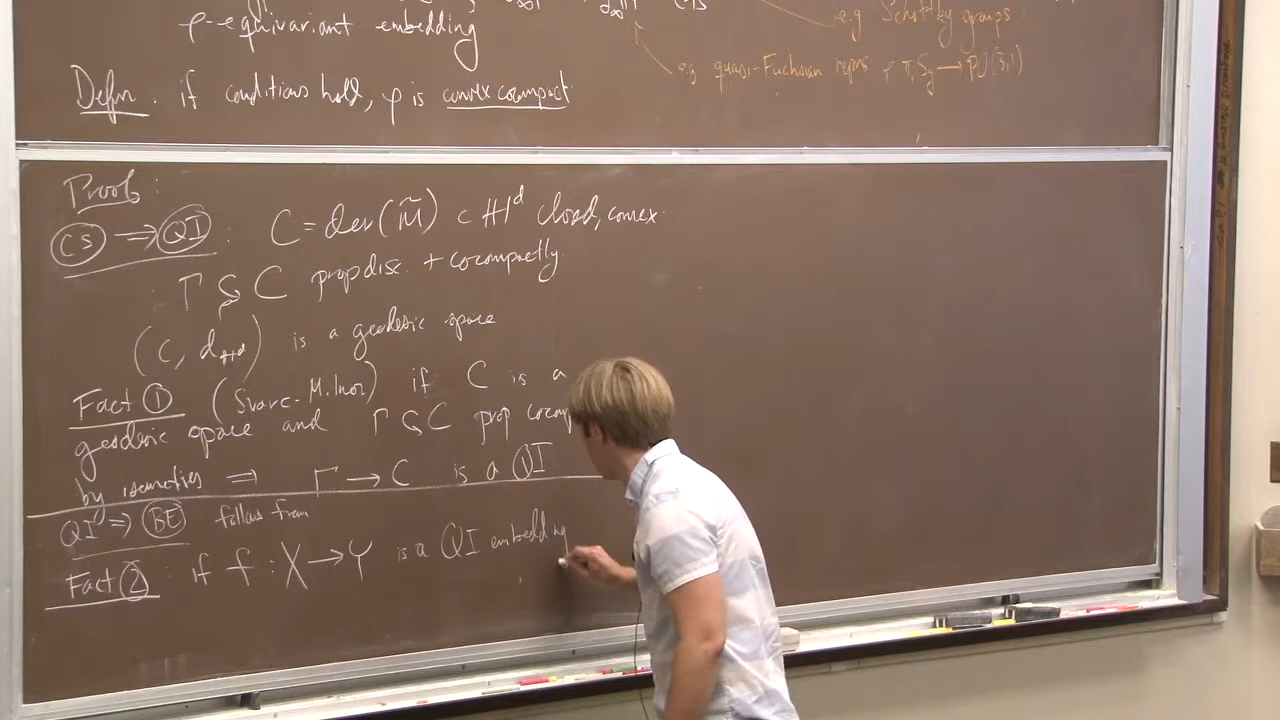 e.g Schottky groups
ρ-equivariant embedding
e.g quasi-Fuchsian repns ρ π₁S_g → PO(3,1)
Defn. if conditions hold, ρ is convex cocompact
Proof:
CS ⇒ QI : C = dev(M̃) ⊂ ℍ^d closed, convex
Γ ↻ C prop disc. + cocompactly
(C, d_ℍ^d) is a geodesic space
Fact ① (Svarc-Milnor) if C is a
geodesic space and Γ ↻ C prop cocomp
by isometries ⇒ Γ → C is a QI
QI ⇒ BE follows from
Fact ② : if f : X → Y is a QI embedding